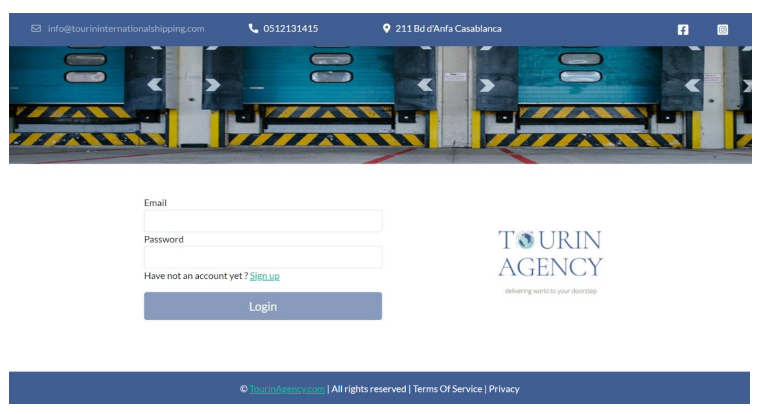 info@tourininternationalshipping.com 0512131415 211 Bd d'Anfa Casablanca
Email
Password
Have not an account yet ? Sign up
Login
TOURIN
AGENCY
delivering world to your doorstep
© TourinAgency.com | All rights reserved | Terms Of Service | Privacy